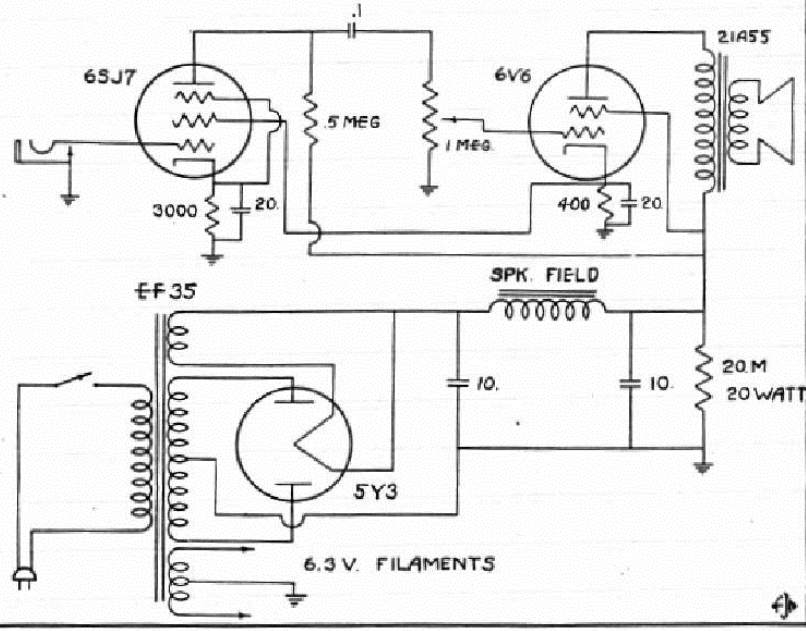 .1
21A55
6SJ7
6V6
.5 MEG
.1 MEG.
3000
20.
400
20.
SPK. FIELD
EF35
10.
10.
20.M
20 WATT
5Y3
6.3 V. FILAMENTS